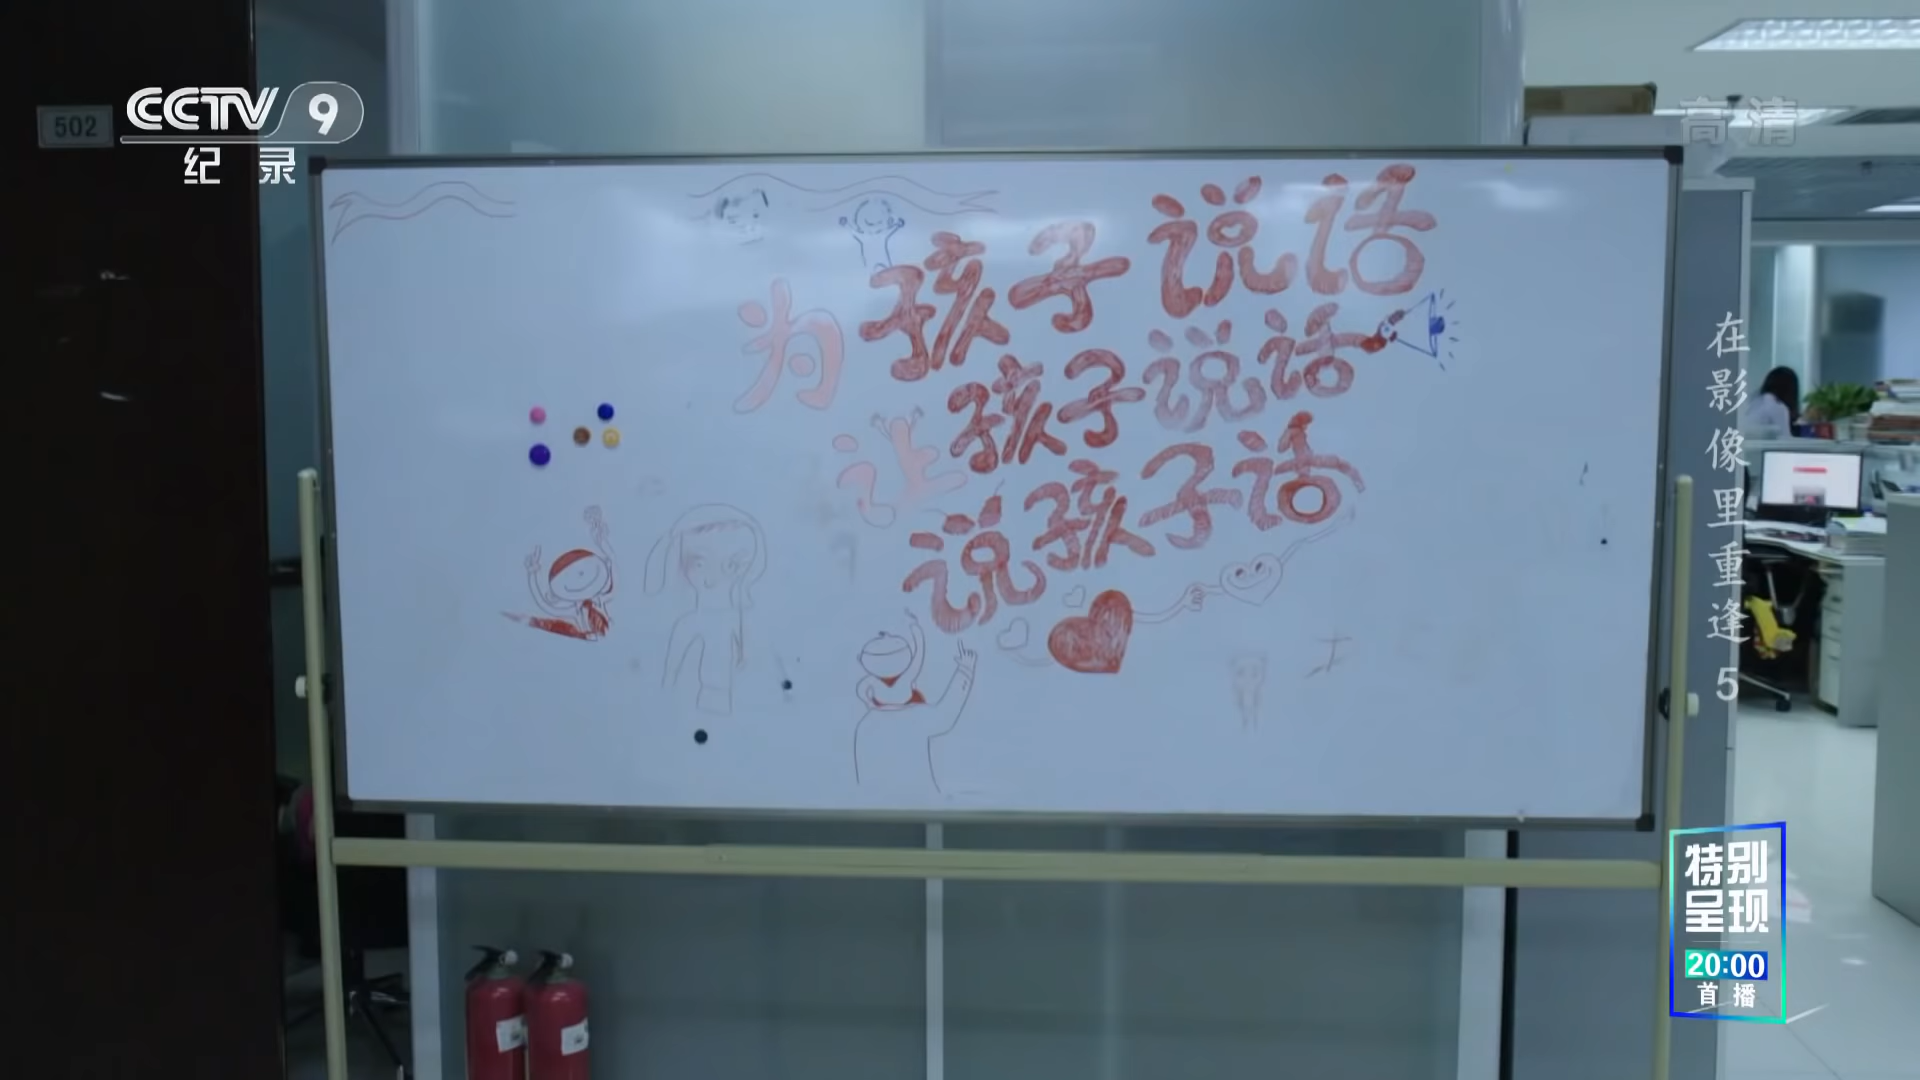 502
CCTV 9
纪录
高清
为孩子说话
让孩子说话
说孩子话
在影像里重逢 5
特别
呈现
20:00
首播